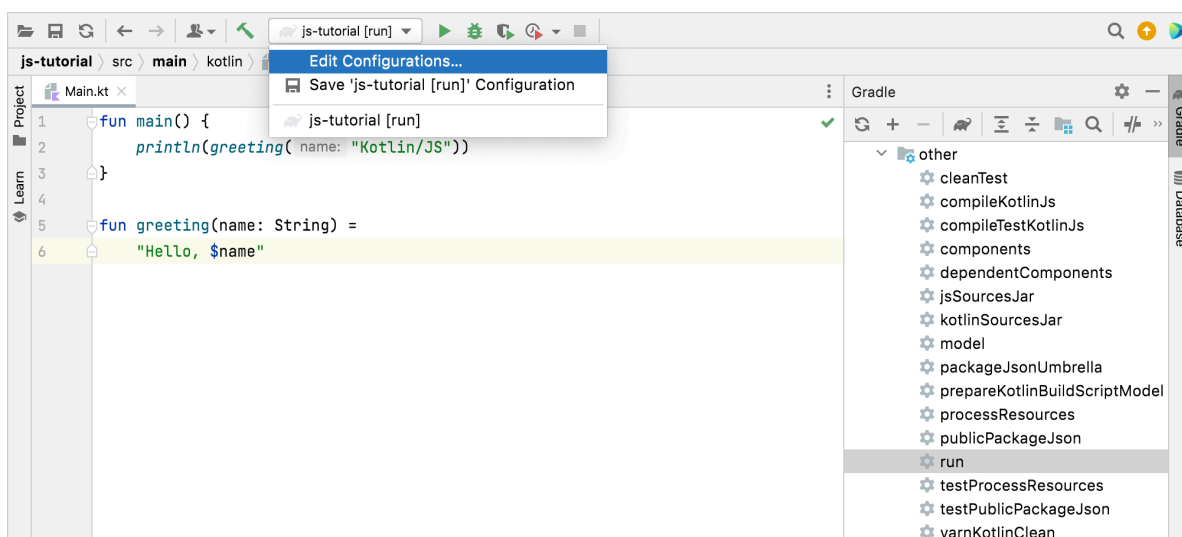 js-tutorial [run]
js-tutorial src main kotlin
Edit Configurations...
Save 'js-tutorial [run]' Configuration
js-tutorial [run]
Project
Learn
Main.kt
1 fun main() {
2 println(greeting( name: "Kotlin/JS"))
3 }
4
5 fun greeting(name: String) =
6 "Hello, $name"
Gradle
other
cleanTest
compileKotlinJs
compileTestKotlinJs
components
dependentComponents
jsSourcesJar
kotlinSourcesJar
model
packageJsonUmbrella
prepareKotlinBuildScriptModel
processResources
publicPackageJson
run
testProcessResources
testPublicPackageJson
yarnKotlinClean
Gradle
Database